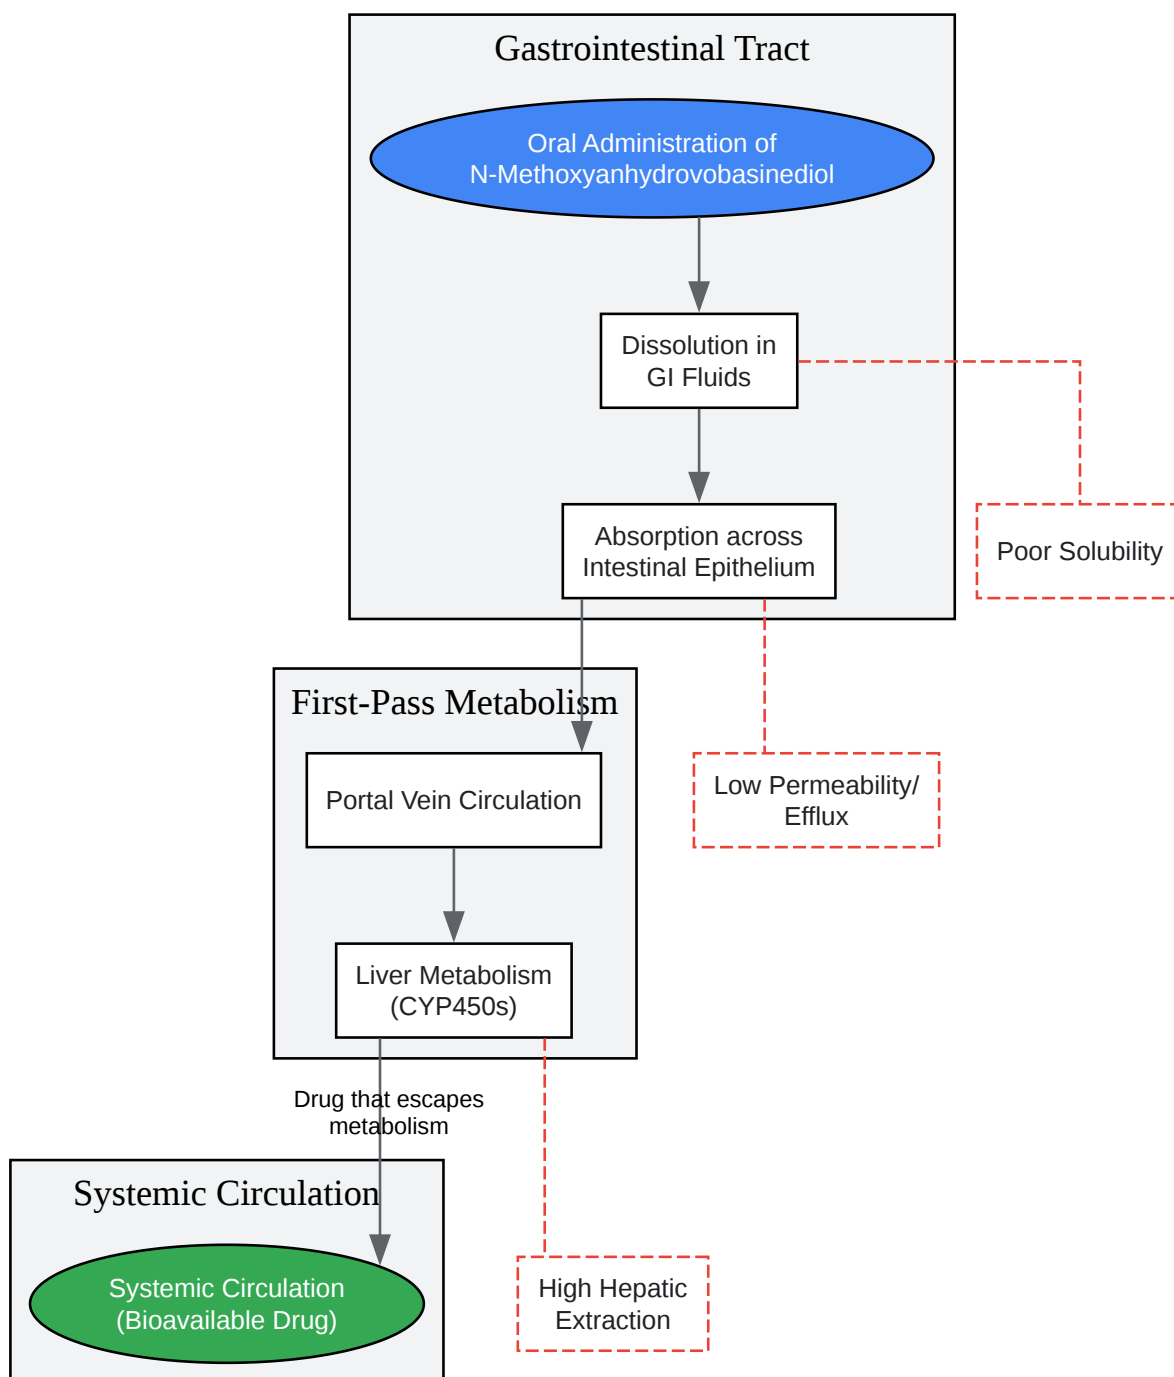 Gastrointestinal Tract
Oral Administration of
N-Methoxyanhydrovobasinediol
Dissolution in
GI Fluids
Absorption across
Intestinal Epithelium
Poor Solubility
First-Pass Metabolism
Portal Vein Circulation
Low Permeability/
Efflux
Liver Metabolism
(CYP450s)
Drug that escapes
metabolism
Systemic Circulation
Systemic Circulation
(Bioavailable Drug)
High Hepatic
Extraction